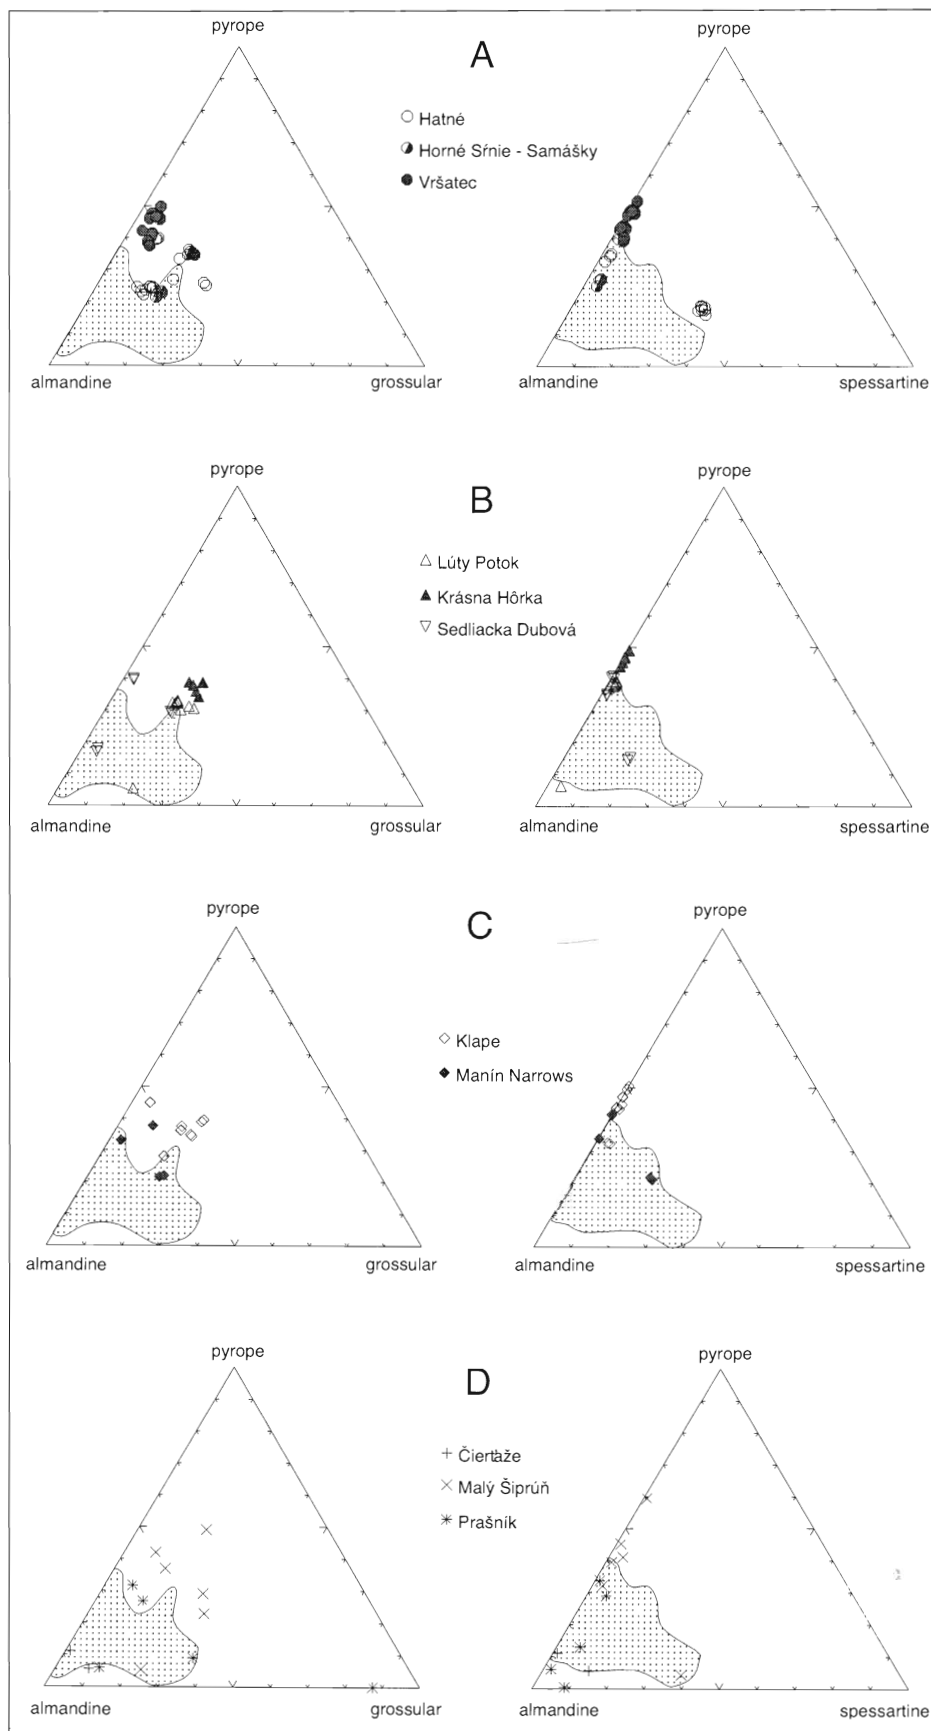 pyrope
pyrope
A
Hatné
Horné Sŕnie - Samášky
Vršatec
almandine
grossular
almandine
spessartine
pyrope
pyrope
B
Lúty Potok
Krásna Hôrka
Sedliacka Dubová
almandine
grossular
almandine
spessartine
pyrope
pyrope
C
Klape
Manín Narrows
almandine
grossular
almandine
spessartine
pyrope
pyrope
D
Čierťaže
Malý Šiprúň
Prašník
almandine
grossular
almandine
spessartine